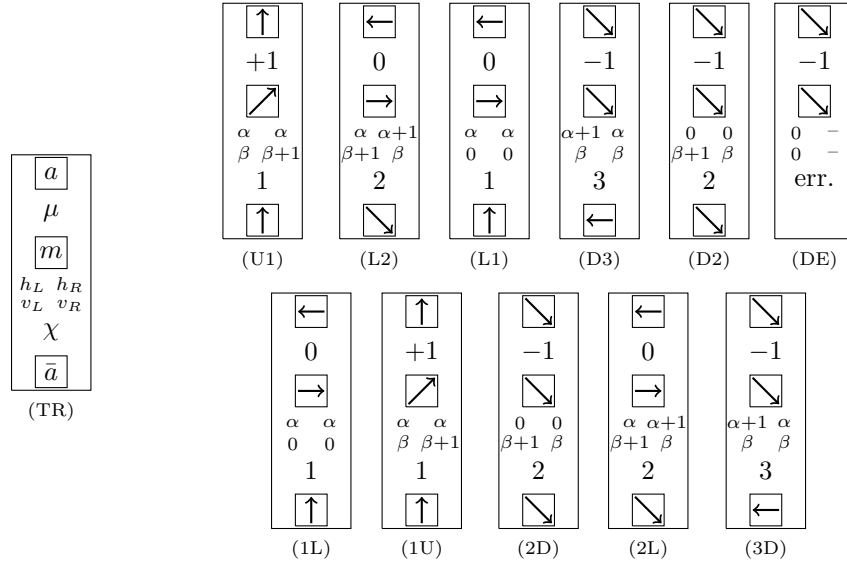 ↑ ← ← ↘ ↘ ↘
+1 0 0 −1 −1 −1
↗ → → ↘ ↘ ↘
α α α α+1 α α α+1 α 0 0 0 –
β β+1 β+1 β 0 0 β β β+1 β 0 –
1 2 1 3 2 err.
↑ ↘ ↑ ← ↘
(U1) (L2) (L1) (D3) (D2) (DE)
a
μ
m
h_L h_R
v_L v_R
χ
ā
(TR)
← ↑ ↘ ← ↘
0 +1 −1 0 −1
→ ↗ ↘ → ↘
α α α α 0 0 α α+1 α+1 α
0 0 β β+1 β+1 β β+1 β β β
1 1 2 2 3
↑ ↑ ↘ ↘ ←
(1L) (1U) (2D) (2L) (3D)